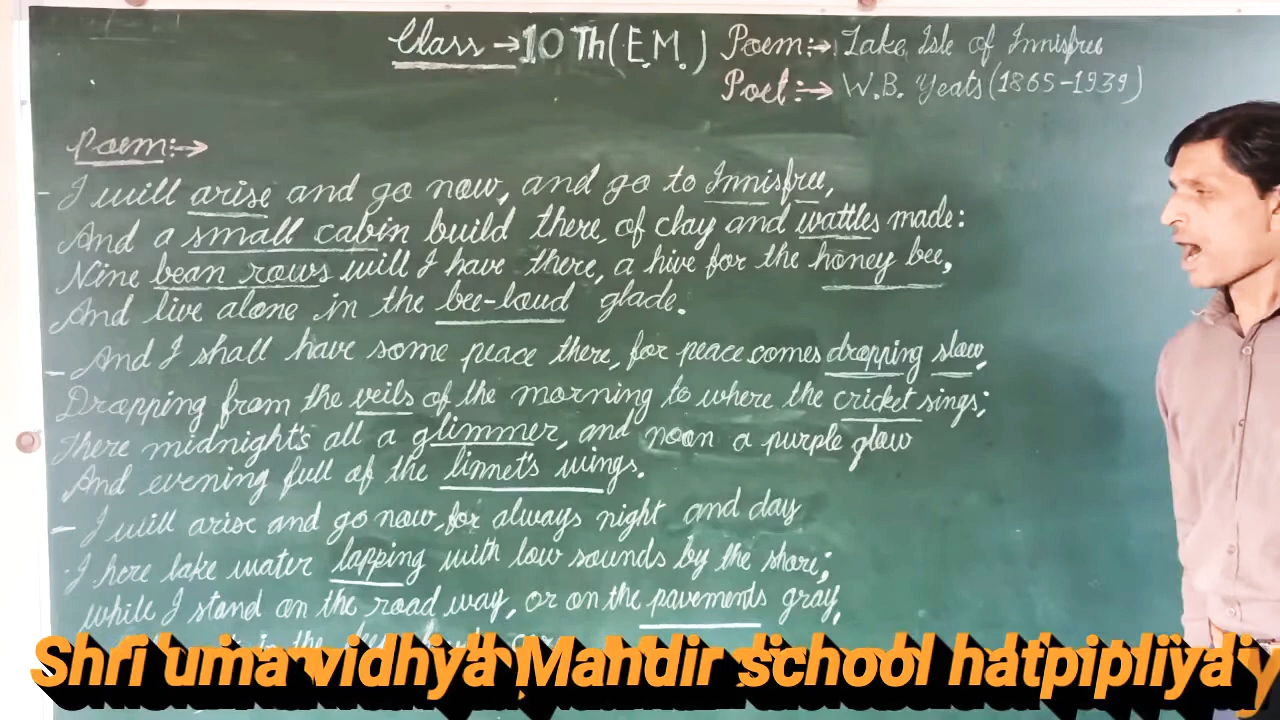 Class → 10 Th (E.M.) Poem:→ Lake Isle of Innisfree
Poet:→ W.B. Yeats (1865-1939)
Poem:→
- I will arise and go now, and go to Innisfree,
And a small cabin build there, of clay and wattles made:
Nine bean rows will I have there, a hive for the honey bee,
And live alone in the bee-loud glade.
- And I shall have some peace there, for peace comes dropping slow,
Dropping from the veils of the morning to where the cricket sings;
There midnight's all a glimmer, and noon a purple glow
And evening full of the linnet's wings.
- I will arise and go now, for always night and day
I here lake water lapping with low sounds by the shore;
while I stand on the road way, or on the pavements gray,
in the
Shri uma vidhya Mandir school hatpipliya